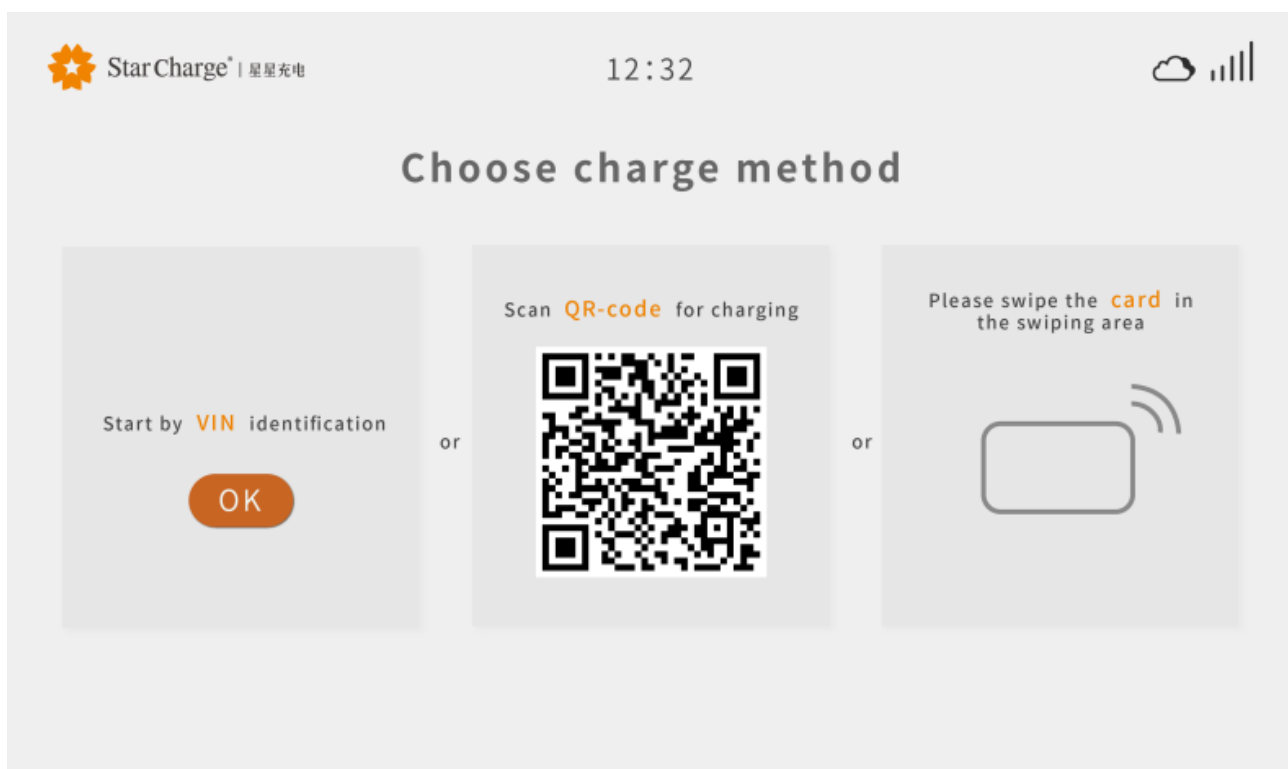 StarCharge® | 星星充电
12:32
Choose charge method
Start by VIN identification
OK
or
Scan QR-code for charging
or
Please swipe the card in
the swiping area